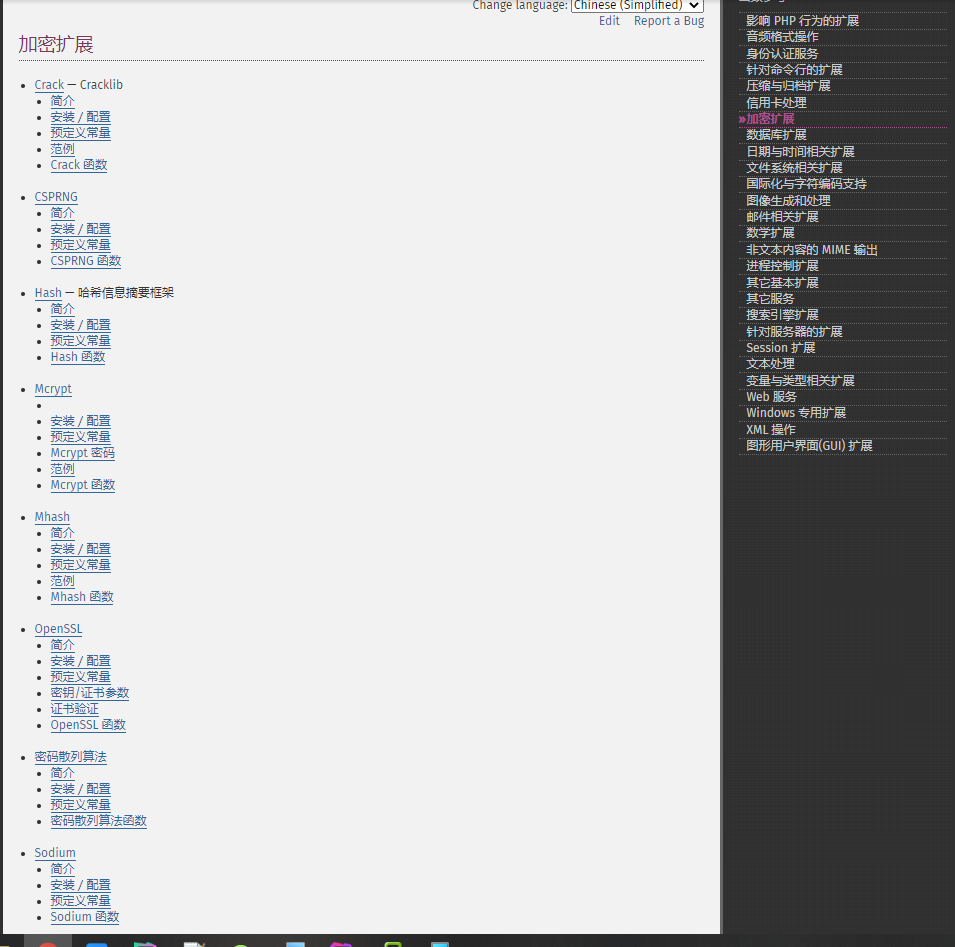 Change language: Chinese (Simplified)
Edit Report a Bug
加密扩展
Crack — Cracklib
简介
安装 / 配置
预定义常量
范例
Crack 函数
CSPRNG
简介
安装 / 配置
预定义常量
CSPRNG 函数
Hash — 哈希信息摘要框架
简介
安装 / 配置
预定义常量
Hash 函数
Mcrypt
安装 / 配置
预定义常量
Mcrypt 密码
范例
Mcrypt 函数
Mhash
简介
安装 / 配置
预定义常量
范例
Mhash 函数
OpenSSL
简介
安装 / 配置
预定义常量
密钥/证书参数
证书验证
OpenSSL 函数
密码散列算法
简介
安装 / 配置
预定义常量
密码散列算法函数
Sodium
简介
安装 / 配置
预定义常量
Sodium 函数
影响 PHP 行为的扩展
音频格式操作
身份认证服务
针对命令行的扩展
压缩与归档扩展
信用卡处理
»加密扩展
数据库扩展
日期与时间相关扩展
文件系统相关扩展
国际化与字符编码支持
图像生成和处理
邮件相关扩展
数学扩展
非文本内容的 MIME 输出
进程控制扩展
其它基本扩展
其它服务
搜索引擎扩展
针对服务器的扩展
Session 扩展
文本处理
变量与类型相关扩展
Web 服务
Windows 专用扩展
XML 操作
图形用户界面(GUI) 扩展